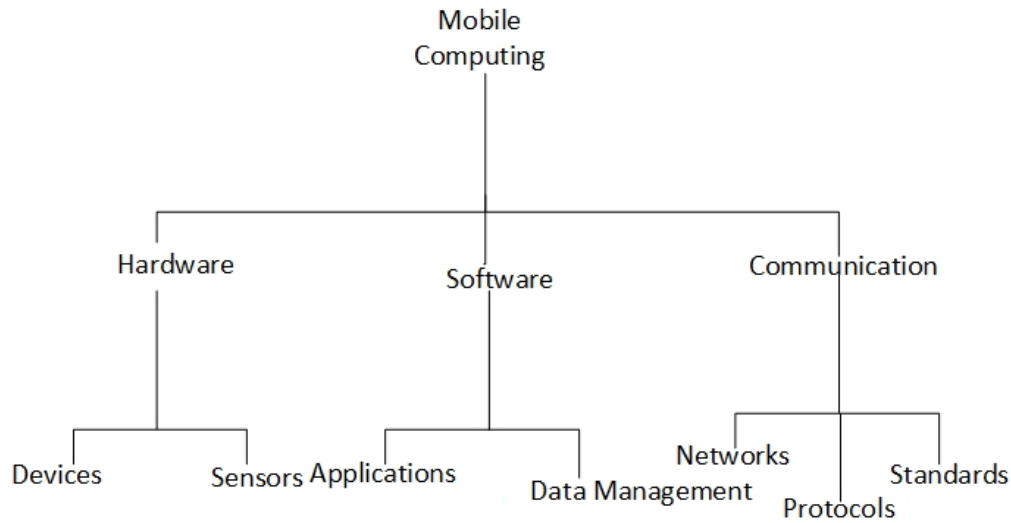 Mobile
Computing
Hardware
Software
Communication
Devices
Sensors
Applications
Data Management
Networks
Protocols
Standards